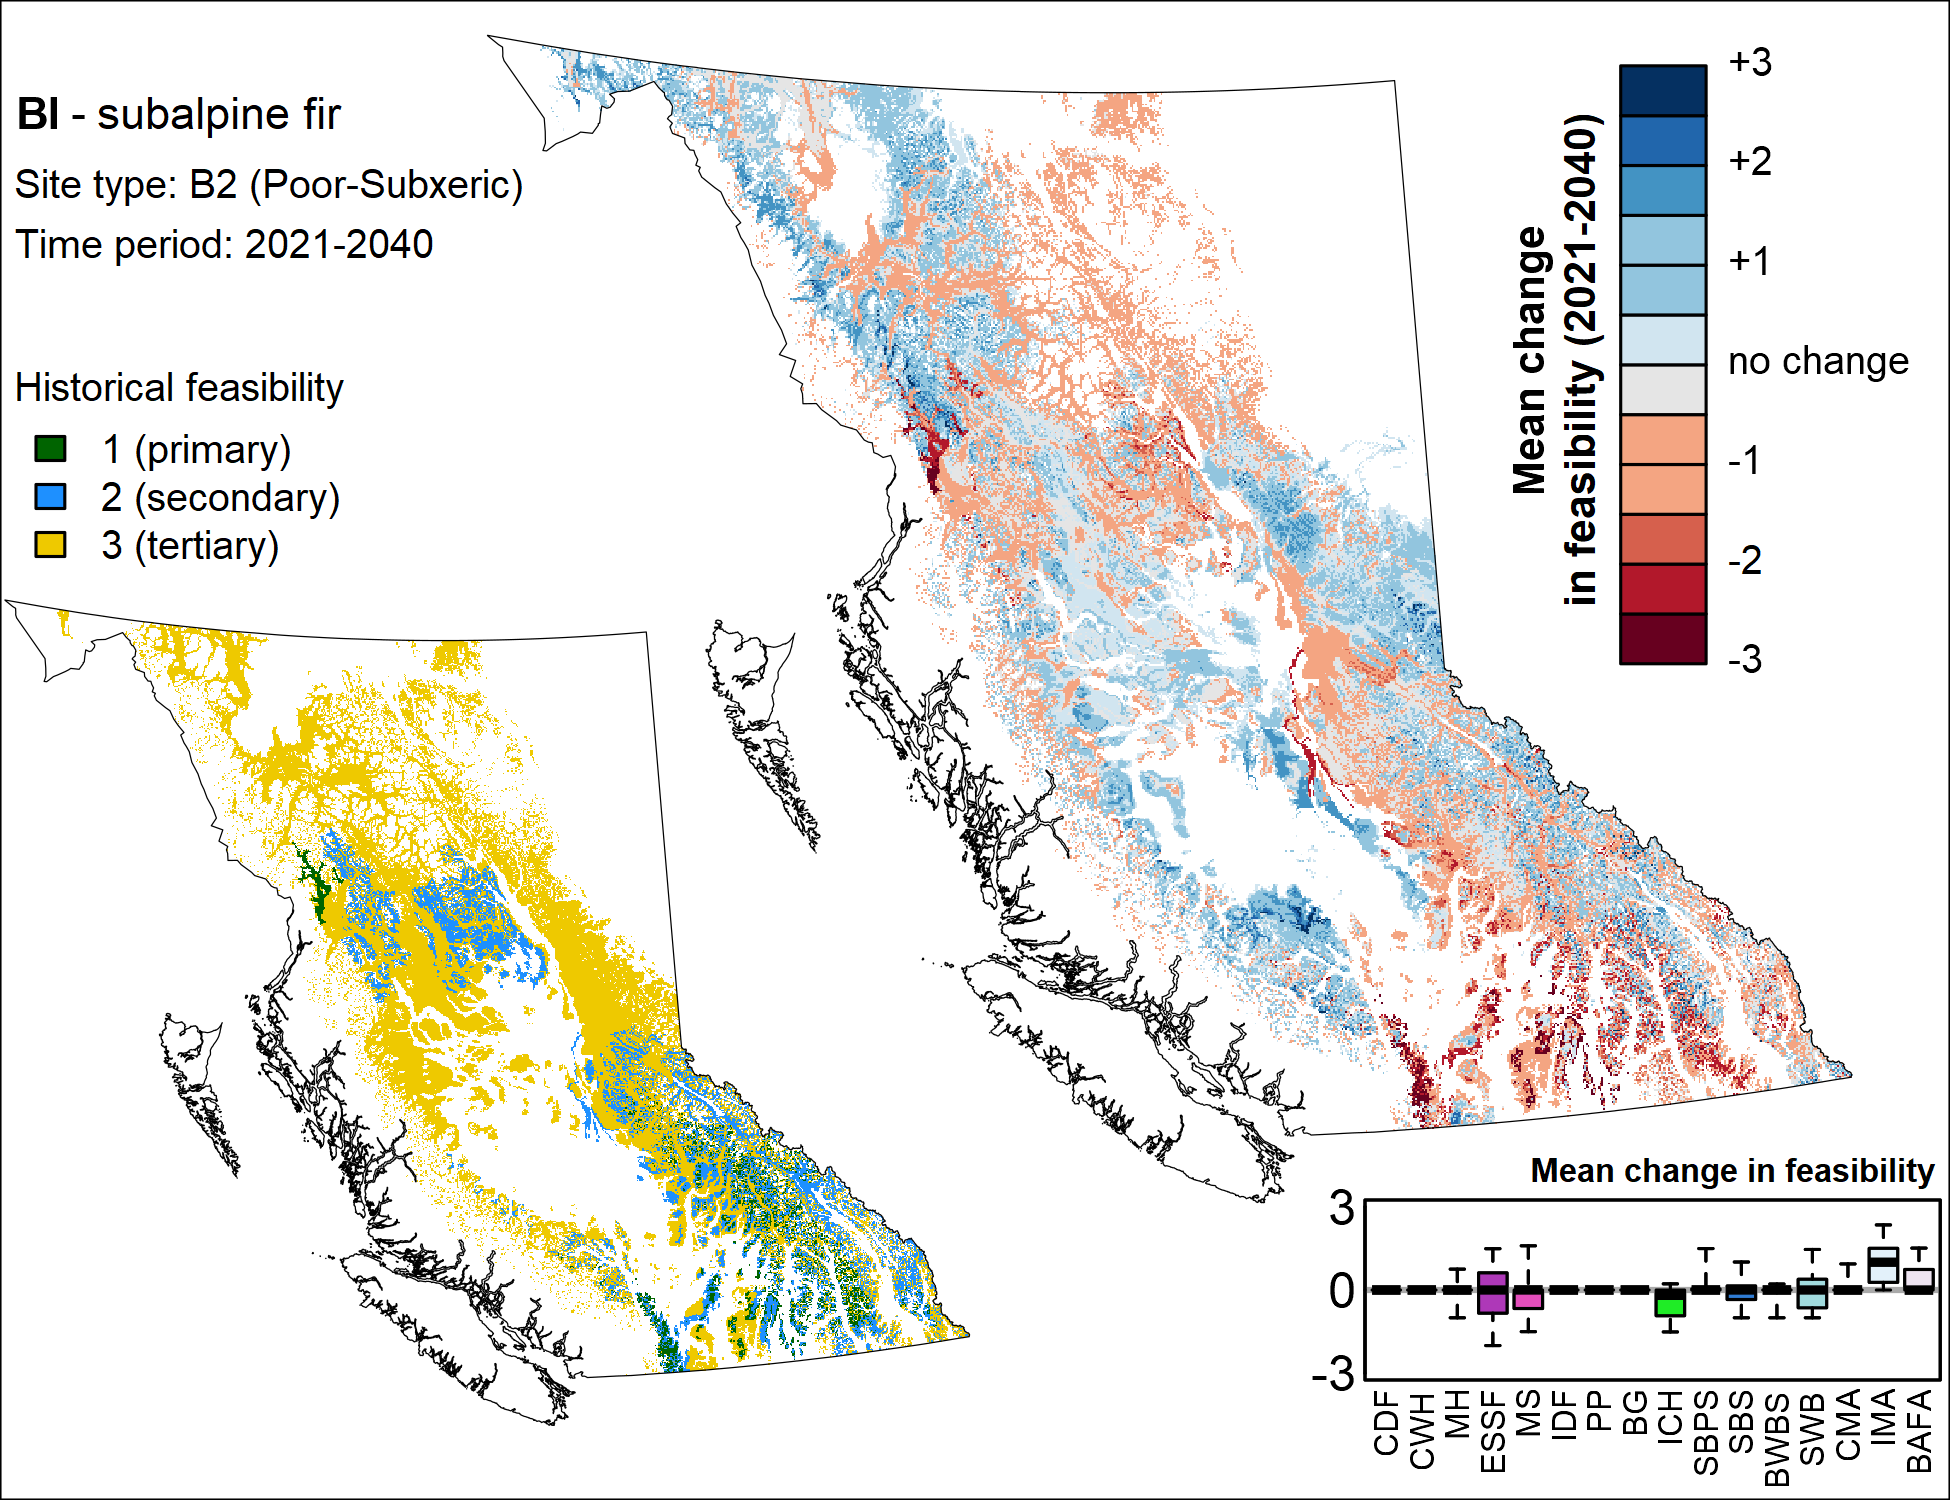 Bl - subalpine fir
Site type: B2 (Poor-Subxeric)
Time period: 2021-2040
Historical feasibility
1 (primary)
2 (secondary)
3 (tertiary)
Mean change
in feasibility (2021-2040)
+3
+2
+1
no change
-1
-2
-3
Mean change in feasibility
3
0
-3
CDF
CWH
MH
ESSF
MS
IDF
PP
BG
ICH
SBPS
SBS
BWBS
SWB
CMA
IMA
BAFA